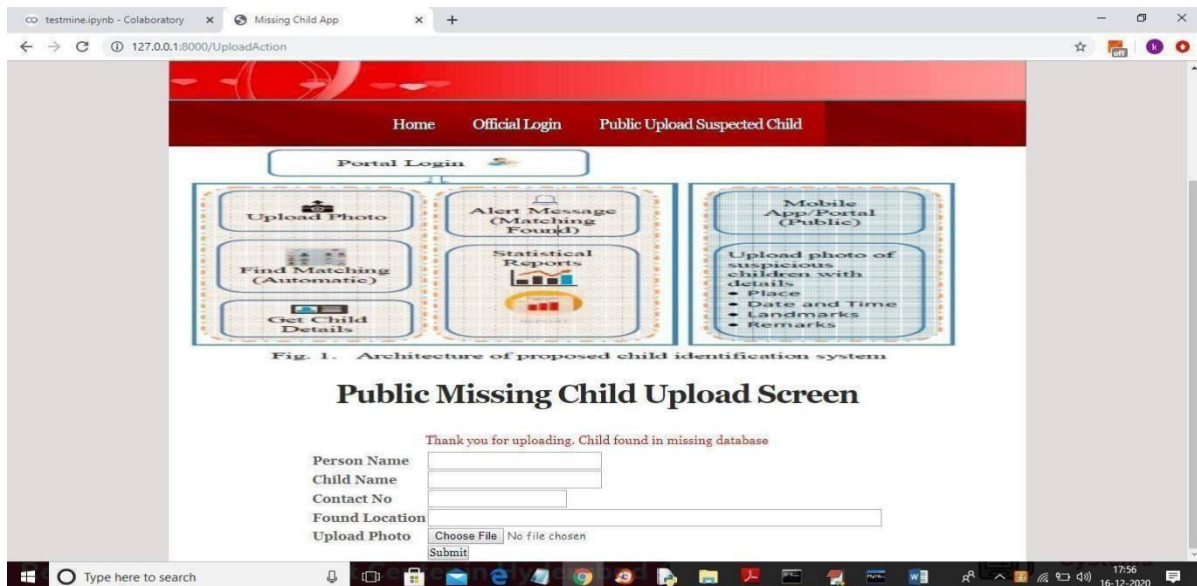 testmine.ipynb - Colaboratory
Missing Child App
127.0.0.1:8000/UploadAction
off
k
Home Official Login Public Upload Suspected Child
Portal Login
Upload Photo
Find Matching
(Automatic)
Get Child
Details
Alert Message
(Matching
Found)
Statistical
Reports
Mobile
App/Portal
(Public)
Upload photo of
suspicious
children with
details
• Place
• Date and Time
• Landmarks
• Remarks
Fig. 1. Architecture of proposed child identification system
Public Missing Child Upload Screen
Thank you for uploading. Child found in missing database
Person Name
Child Name
Contact No
Found Location
Upload Photo Choose File No file chosen
Submit
Type here to search
17:56
16-12-2020